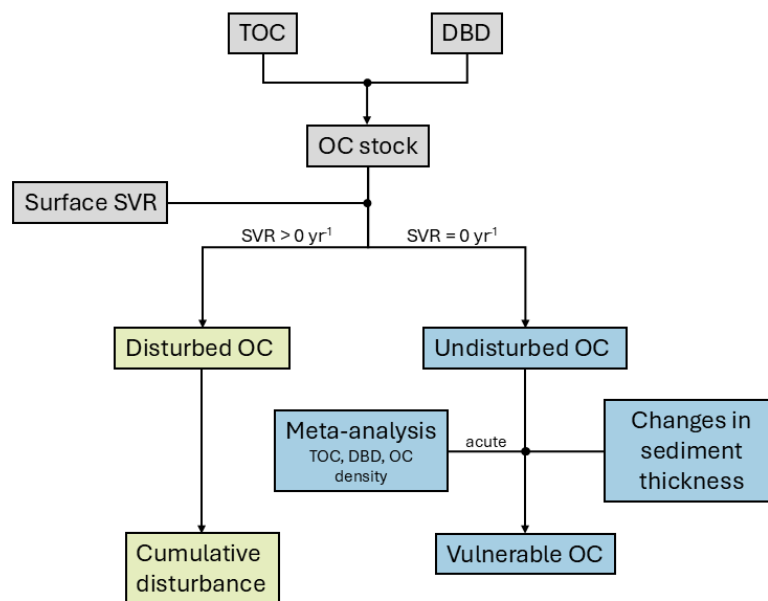 TOC
DBD
OC stock
Surface SVR
SVR > 0 yr⁻¹
SVR = 0 yr⁻¹
Disturbed OC
Undisturbed OC
Meta-analysis
TOC, DBD, OC
density
acute
Changes in
sediment
thickness
Cumulative
disturbance
Vulnerable OC